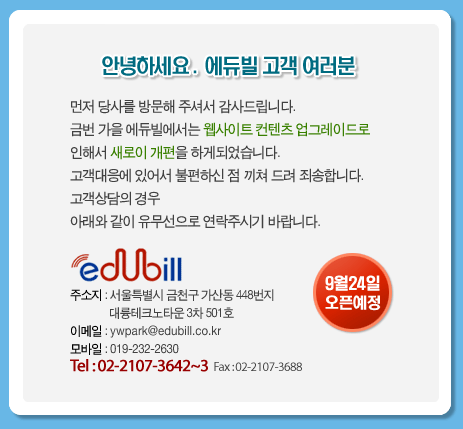 안녕하세요. 에듀빌 고객 여러분
먼저 당사를 방문해 주셔서 감사드립니다.
금번 가을 에듀빌에서는 웹사이트 컨텐츠 업그레이드로
인해서 새로이 개편을 하게되었습니다.
고객대응에 있어서 불편하신 점 끼쳐 드려 죄송합니다.
고객상담의 경우
아래와 같이 유무선으로 연락주시기 바랍니다.
edUbill
주소지 : 서울특별시 금천구 가산동 448번지
대륭테크노타운 3차 501호
이메일 : ywpark@edubill.co.kr
모바일 : 019-232-2630
Tel : 02-2107-3642~3 Fax : 02-2107-3688
9월24일
오픈예정